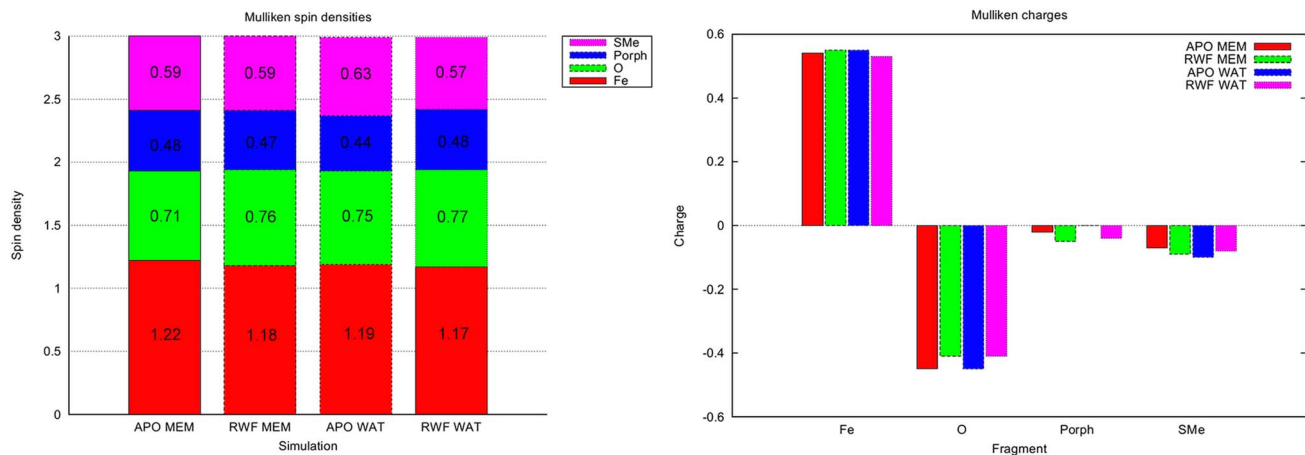 Mulliken spin densities
3
2.5
2
1.5
1
0.5
0
Spin density
0.59
0.59
0.63
0.57
0.48
0.47
0.44
0.48
0.71
0.76
0.75
0.77
1.22
1.18
1.19
1.17
APO MEM
RWF MEM
APO WAT
RWF WAT
Simulation
SMe
Porph
O
Fe
Mulliken charges
0.6
0.4
0.2
0
-0.2
-0.4
-0.6
Charge
APO MEM
RWF MEM
APO WAT
RWF WAT
Fe
O
Porph
SMe
Fragment